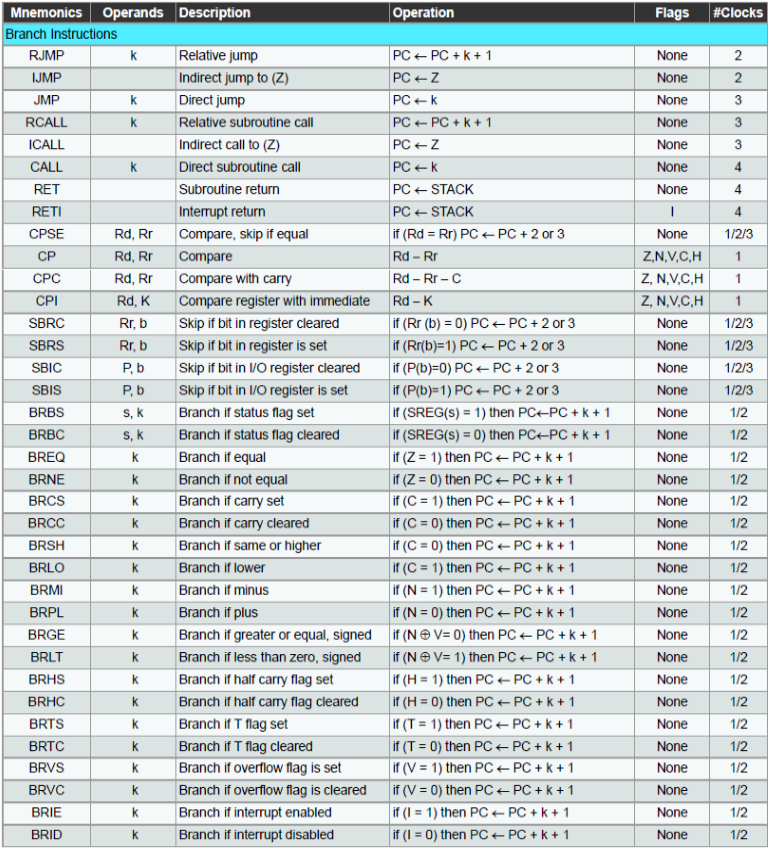 Mnemonics Operands Description Operation Flags #Clocks
Branch Instructions
RJMP k Relative jump PC ← PC + k + 1 None 2
IJMP Indirect jump to (Z) PC ← Z None 2
JMP k Direct jump PC ← k None 3
RCALL k Relative subroutine call PC ← PC + k + 1 None 3
ICALL Indirect call to (Z) PC ← Z None 3
CALL k Direct subroutine call PC ← k None 4
RET Subroutine return PC ← STACK None 4
RETI Interrupt return PC ← STACK I 4
CPSE Rd, Rr Compare, skip if equal if (Rd = Rr) PC ← PC + 2 or 3 None 1/2/3
CP Rd, Rr Compare Rd – Rr Z,N,V,C,H 1
CPC Rd, Rr Compare with carry Rd – Rr – C Z, N,V,C,H 1
CPI Rd, K Compare register with immediate Rd – K Z, N,V,C,H 1
SBRC Rr, b Skip if bit in register cleared if (Rr (b) = 0) PC ← PC + 2 or 3 None 1/2/3
SBRS Rr, b Skip if bit in register is set if (Rr(b)=1) PC ← PC + 2 or 3 None 1/2/3
SBIC P, b Skip if bit in I/O register cleared if (P(b)=0) PC ← PC + 2 or 3 None 1/2/3
SBIS P, b Skip if bit in I/O register is set if (P(b)=1) PC ← PC + 2 or 3 None 1/2/3
BRBS s, k Branch if status flag set if (SREG(s) = 1) then PC←PC + k + 1 None 1/2
BRBC s, k Branch if status flag cleared if (SREG(s) = 0) then PC←PC + k + 1 None 1/2
BREQ k Branch if equal if (Z = 1) then PC ← PC + k + 1 None 1/2
BRNE k Branch if not equal if (Z = 0) then PC ← PC + k + 1 None 1/2
BRCS k Branch if carry set if (C = 1) then PC ← PC + k + 1 None 1/2
BRCC k Branch if carry cleared if (C = 0) then PC ← PC + k + 1 None 1/2
BRSH k Branch if same or higher if (C = 0) then PC ← PC + k + 1 None 1/2
BRLO k Branch if lower if (C = 1) then PC ← PC + k + 1 None 1/2
BRMI k Branch if minus if (N = 1) then PC ← PC + k + 1 None 1/2
BRPL k Branch if plus if (N = 0) then PC ← PC + k + 1 None 1/2
BRGE k Branch if greater or equal, signed if (N ⊕ V= 0) then PC ← PC + k + 1 None 1/2
BRLT k Branch if less than zero, signed if (N ⊕ V= 1) then PC ← PC + k + 1 None 1/2
BRHS k Branch if half carry flag set if (H = 1) then PC ← PC + k + 1 None 1/2
BRHC k Branch if half carry flag cleared if (H = 0) then PC ← PC + k + 1 None 1/2
BRTS k Branch if T flag set if (T = 1) then PC ← PC + k + 1 None 1/2
BRTC k Branch if T flag cleared if (T = 0) then PC ← PC + k + 1 None 1/2
BRVS k Branch if overflow flag is set if (V = 1) then PC ← PC + k + 1 None 1/2
BRVC k Branch if overflow flag is cleared if (V = 0) then PC ← PC + k + 1 None 1/2
BRIE k Branch if interrupt enabled if (I = 1) then PC ← PC + k + 1 None 1/2
BRID k Branch if interrupt disabled if (I = 0) then PC ← PC + k + 1 None 1/2